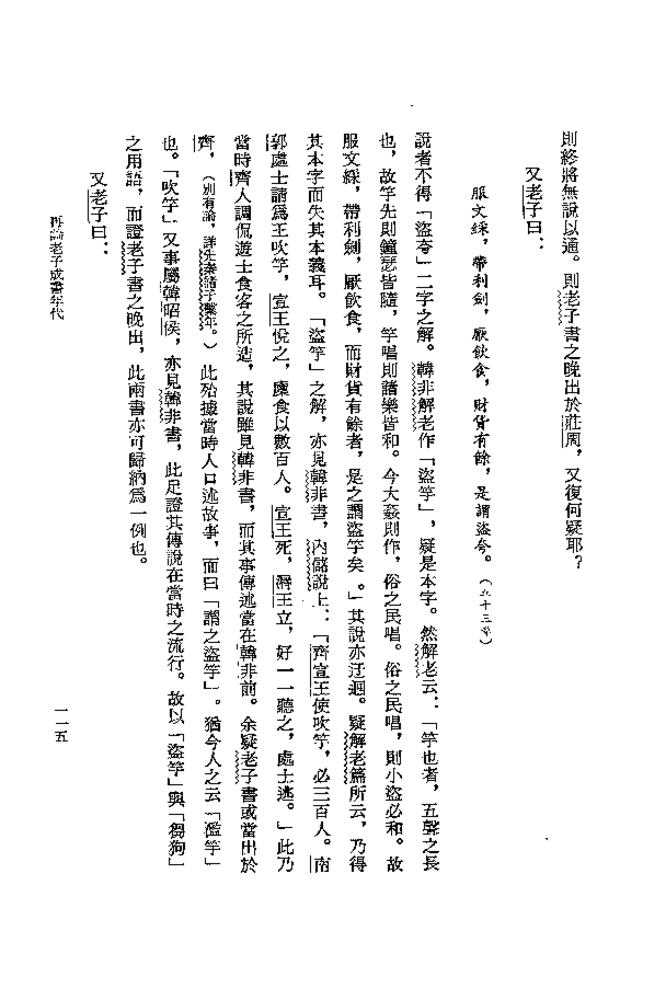 則終將無說以通。則老子書之晚出於莊周，又復何疑耶？
又老子曰：
服文綵，帶利劍，厭飲食，財貨有餘，是謂盜夸。（五十三章）
說者不得「盜夸」二字之解。韓非解老作「盜竽」，疑是本字。然解老云：「竽也者，五聲之長
也，故竽先則鐘瑟皆隨，竽唱則諸樂皆和。今大姦則作，俗之民唱。俗之民唱，則小盜必和。故
服文綵，帶利劍，厭飲食，而財貨有餘者，是之謂盜竽矣。」其說亦迂迴。疑解老篇所云，乃得
其本字而失其本義耳。「盜竽」之解，亦見韓非書，內儲說上：「齊宣王使吹竽，必三百人。南
郭處士請爲王吹竽，宣王悅之，廩食以數百人。宣王死，湣王立，好一一聽之，處士逃。」此乃
當時齊人調侃遊士食客之所造，其說雖見韓非書，而其事傳述當在韓非前。余疑老子書或當出於
齊，（別有論，詳先秦諸子繫年。）此殆據當時人口述故事，而曰「謂之盜竽」。猶今人之云「濫竽」
也。「吹竽」又事屬韓昭侯，亦見韓非書，此足證其傳說在當時之流行。故以「盜竽」與「芻狗」
之用語，而證老子書之晚出，此兩書亦可歸納爲一例也。
又老子曰：
再論老子成書年代
一一五